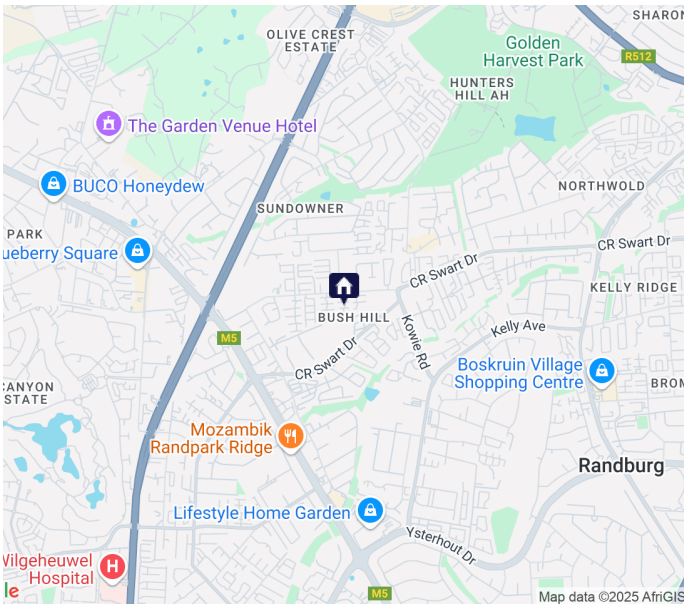 SHARON
OLIVE CREST
ESTATE
Golden
Harvest Park
R512
HUNTERS
HILL AH
The Garden Venue Hotel
BUCO Honeydew
NORTHWOLD
SUNDOWNER
PARK
ueberry Square
CR Swart Dr
CR Swart Dr
KELLY RIDGE
BUSH HILL
Kowie Rd
Kelly Ave
M5
CR Swart Dr
Boskruin Village
Shopping Centre
BROM
CANYON
ESTATE
Mozambik
Randpark Ridge
Randburg
Lifestyle Home Garden
Ysterhout Dr
Wilgeheuwel
Hospital
H
le
M5
Map data ©2025 AfriGIS